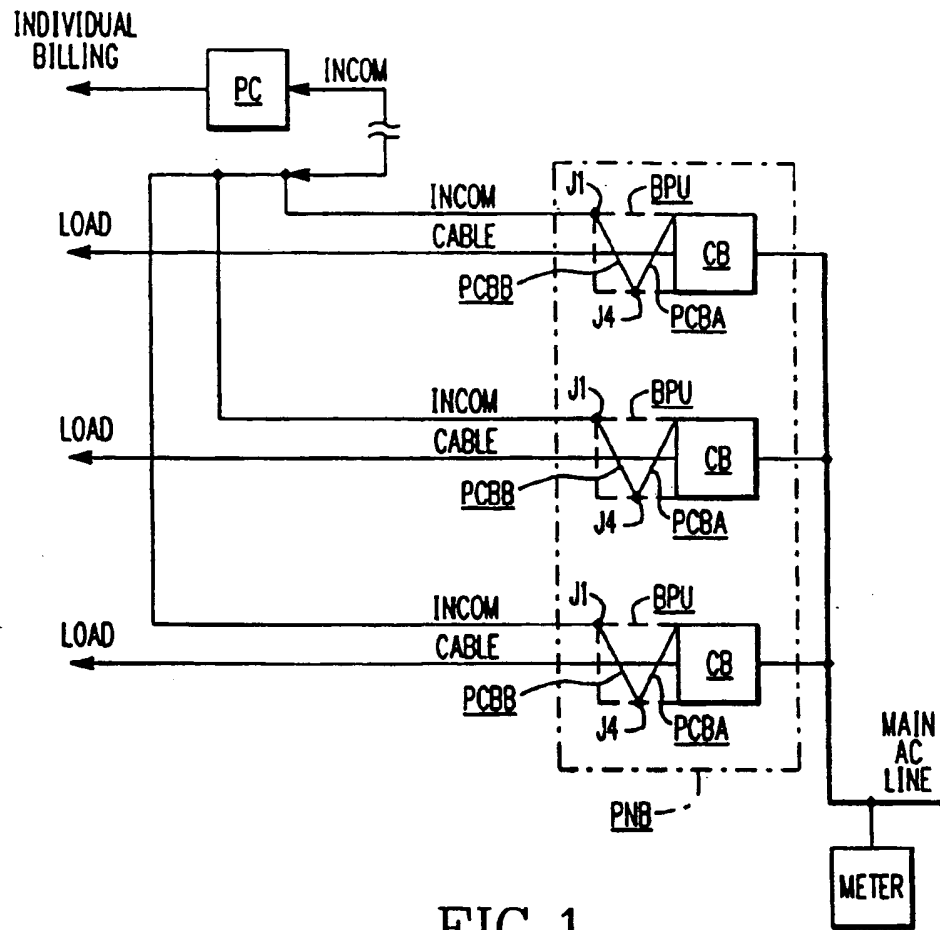 INDIVIDUAL
BILLING
PC
INCOM
J1
BPU
INCOM
LOAD
CABLE
CB
PCBB
J4
PCBA
J1
BPU
INCOM
LOAD
CABLE
CB
PCBB
J4
PCBA
J1
BPU
INCOM
LOAD
CABLE
CB
PCBB
J4
PCBA
MAIN
AC
LINE
PNB
METER
FIG. 1